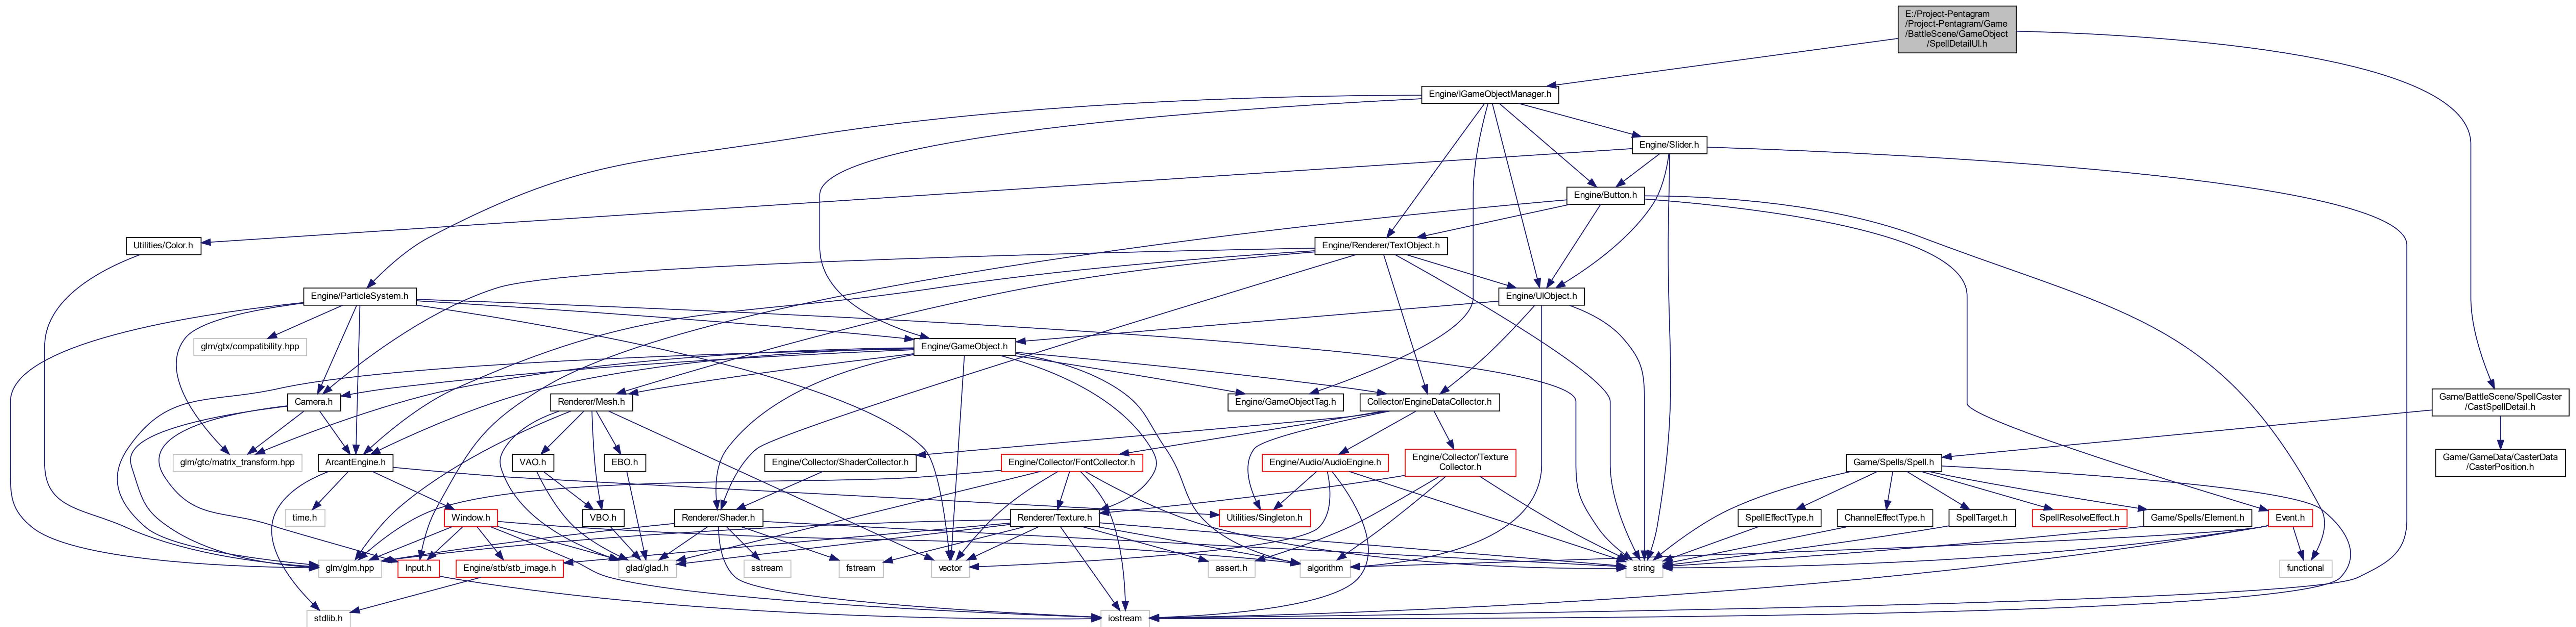 E:/Project-Pentagram
/Project-Pentagram/Game
/BattleScene/GameObject
/SpellDetailUI.h
Engine/IGameObjectManager.h
Engine/Slider.h
Engine/Button.h
Utilities/Color.h
Engine/Renderer/TextObject.h
Engine/ParticleSystem.h
Engine/UIObject.h
glm/gtx/compatibility.hpp
Engine/GameObject.h
Camera.h
Renderer/Mesh.h
Engine/GameObjectTag.h
Collector/EngineDataCollector.h
Game/BattleScene/SpellCaster
/CastSpellDetail.h
glm/gtc/matrix_transform.hpp
ArcantEngine.h
VAO.h
EBO.h
Engine/Collector/ShaderCollector.h
Engine/Collector/FontCollector.h
Engine/Audio/AudioEngine.h
Engine/Collector/Texture
Collector.h
Game/Spells/Spell.h
Game/GameData/CasterData
/CasterPosition.h
time.h
Window.h
VBO.h
Renderer/Shader.h
Renderer/Texture.h
Utilities/Singleton.h
SpellEffectType.h
ChannelEffectType.h
SpellTarget.h
SpellResolveEffect.h
Game/Spells/Element.h
Event.h
glm/glm.hpp
Input.h
Engine/stb/stb_image.h
glad/glad.h
sstream
fstream
vector
assert.h
algorithm
string
functional
stdlib.h
iostream